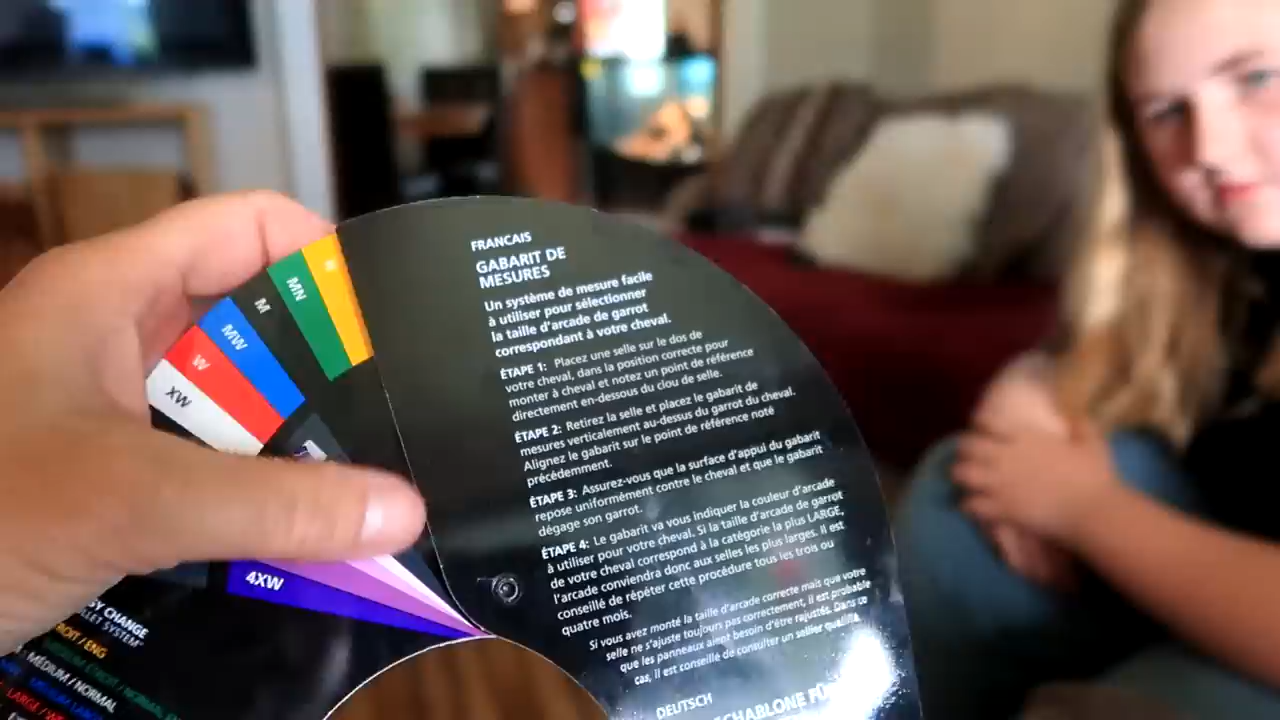 MN
M
MW
W
XW
4XW
SY CHANGE
LET SYSTEM
ROIT / ENG
MEDIUM / NORMAL
LARGE / WE
FRANCAIS
GABARIT DE
MESURES
Un système de mesure facile
à utiliser pour sélectionner
la taille d'arcade de garrot
correspondant à votre cheval.
ÉTAPE 1: Placez une selle sur le dos de
votre cheval, dans la position correcte pour
monter à cheval et notez un point de référence
directement en-dessous du clou de selle.
ÉTAPE 2: Retirez la selle et placez le gabarit de
mesures verticalement au-dessus du garrot du cheval.
Alignez le gabarit sur le point de référence noté
précédemment.
ÉTAPE 3: Assurez-vous que la surface d'appui du gabarit
repose uniformément contre le cheval et que le gabarit
dégage son garrot.
ÉTAPE 4: Le gabarit va vous indiquer la couleur d'arcade
à utiliser pour votre cheval. Si la taille d'arcade de garrot
de votre cheval correspond à la catégorie la plus LARGE,
l'arcade conviendra donc aux selles les plus larges. Il est
conseillé de répéter cette procédure tous les trois ou
quatre mois.
Si vous avez monté la taille d'arcade correcte mais que votre
selle ne s'ajuste toujours pas correctement, il est probable
que les panneaux aient besoin d'être rajustés. Dans ce
cas, il est conseillé de consulter un sellier qualifié.
DEUTSCH
CHABLONE FÜ